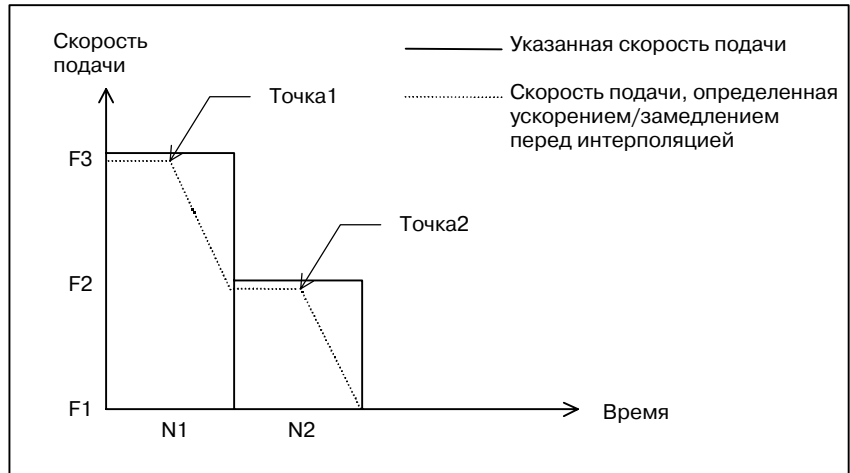 Скорость
подачи
Указанная скорость подачи
Точка1
Скорость подачи, определенная
ускорением/замедлением
перед интерполяцией
F3
Точка2
F2
F1
Время
N1
N2